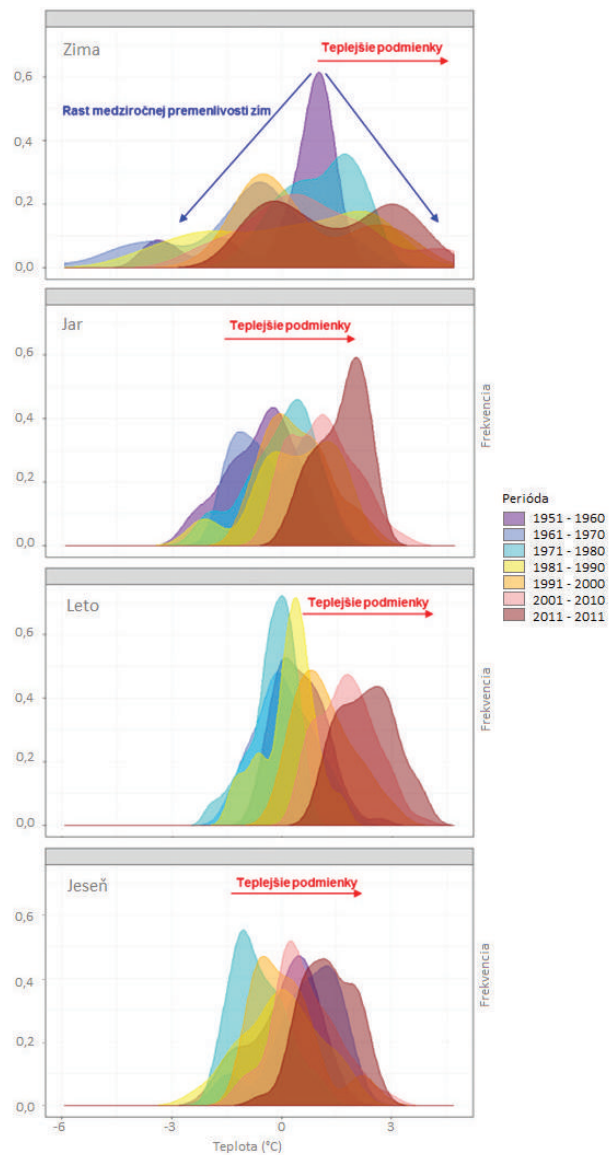 Zima
Teplejšie podmienky
Rast medziročnej premenlivosti zím
0,6
0,4
0,2
0,0
Jar
Teplejšie podmienky
0,6
0,4
0,2
0,0
Frekvencia
Leto
Teplejšie podmienky
0,6
0,4
0,2
0,0
Frekvencia
Jeseň
Teplejšie podmienky
0,6
0,4
0,2
0,0
Frekvencia
-6
-3
0
3
Teplota (°C)
Perióda
1951 - 1960
1961 - 1970
1971 - 1980
1981 - 1990
1991 - 2000
2001 - 2010
2011 - 2011